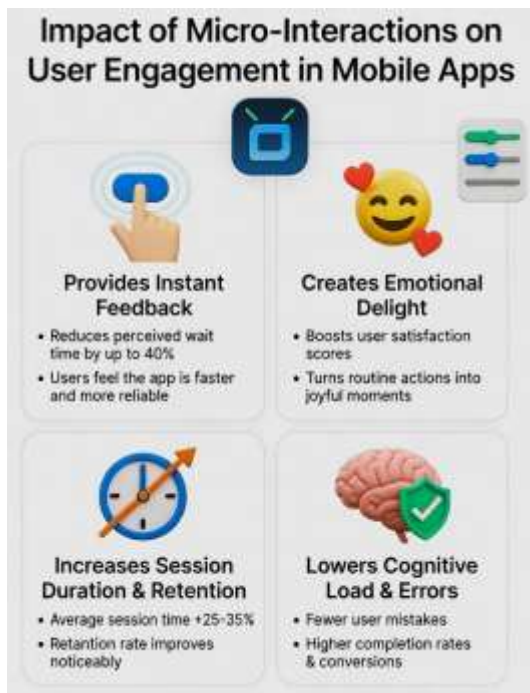 Impact of Micro-Interactions on
User Engagement in Mobile Apps
Provides Instant
Feedback
• Reduces perceived wait
time by up to 40%
• Users feel the app is faster
and more reliable
Creates Emotional
Delight
• Boosts user satisfaction
scores
• Turns routine actions into
joyful moments
Increases Session
Duration & Retention
• Average session time +25-35%
• Retantion rate improves
noticeably
Lowers Cognitive
Load & Errors
• Fewer user mistakes
• Higher completion rates
& conversions